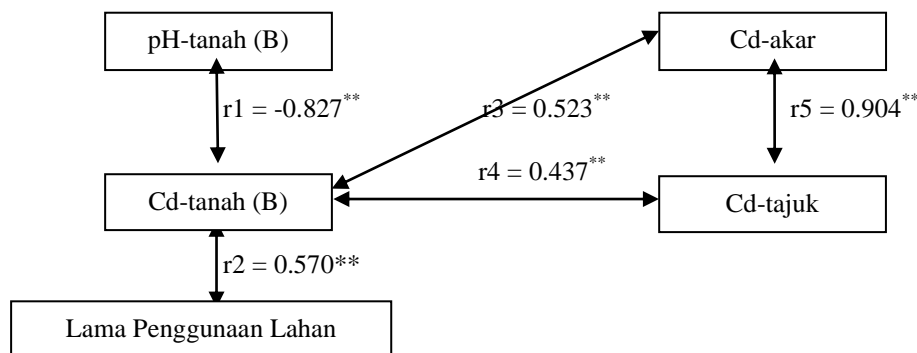 pH-tanah (B)
Cd-akar
r1 = -0.827**
r3 = 0.523**
r5 = 0.904**
r4 = 0.437**
Cd-tanah (B)
Cd-tajuk
r2 = 0.570**
Lama Penggunaan Lahan